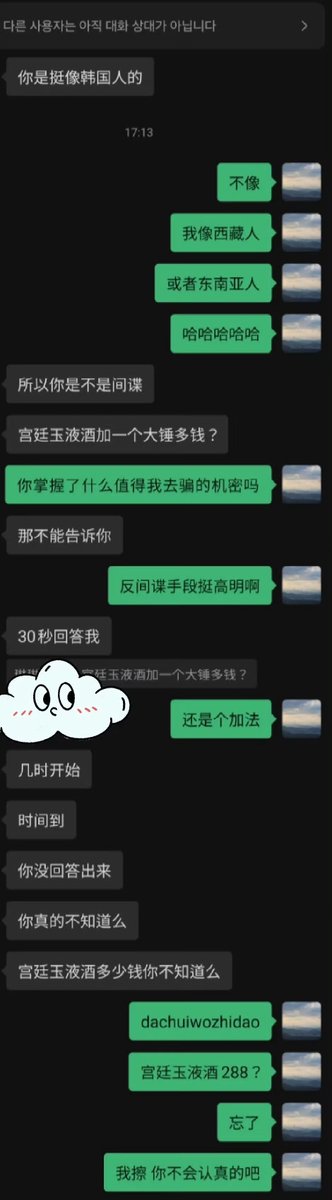 다른 사용자는 아직 대화 상대가 아닙니다
你是挺像韩国人的
17:13
不像
我像西藏人
或者东南亚人
哈哈哈哈哈
所以你是不是间谍
宫廷玉液酒加一个大锤多钱？
你掌握了什么值得我去骗的机密吗
那不能告诉你
反间谍手段挺高明啊
30秒回答我
宫廷玉液酒加一个大锤多钱？
还是个加法
几时开始
时间到
你没回答出来
你真的不知道么
宫廷玉液酒多少钱你不知道么
dachuiwozhidao
宫廷玉液酒288？
忘了
我擦 你不会认真的吧